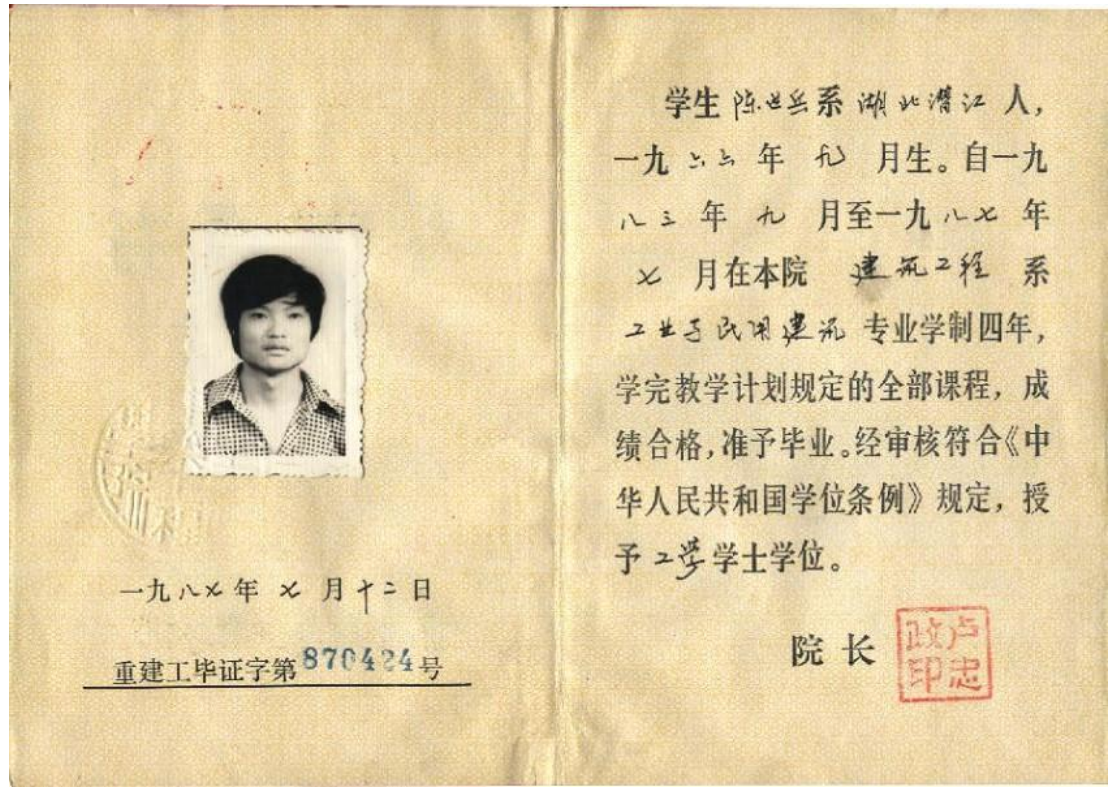 一九八七年七月十二日
重建工毕证字第870424号
学生陈世兵系湖北潜江人,
一九六六年九月生。自一九
八三年九月至一九八七年
七月在本院建筑工程系
工业与民用建筑专业学制四年,
学完教学计划规定的全部课程,成
绩合格,准予毕业。经审核符合《中
华人民共和国学位条例》规定,授
予工学学士学位。
院长
卢忠政印